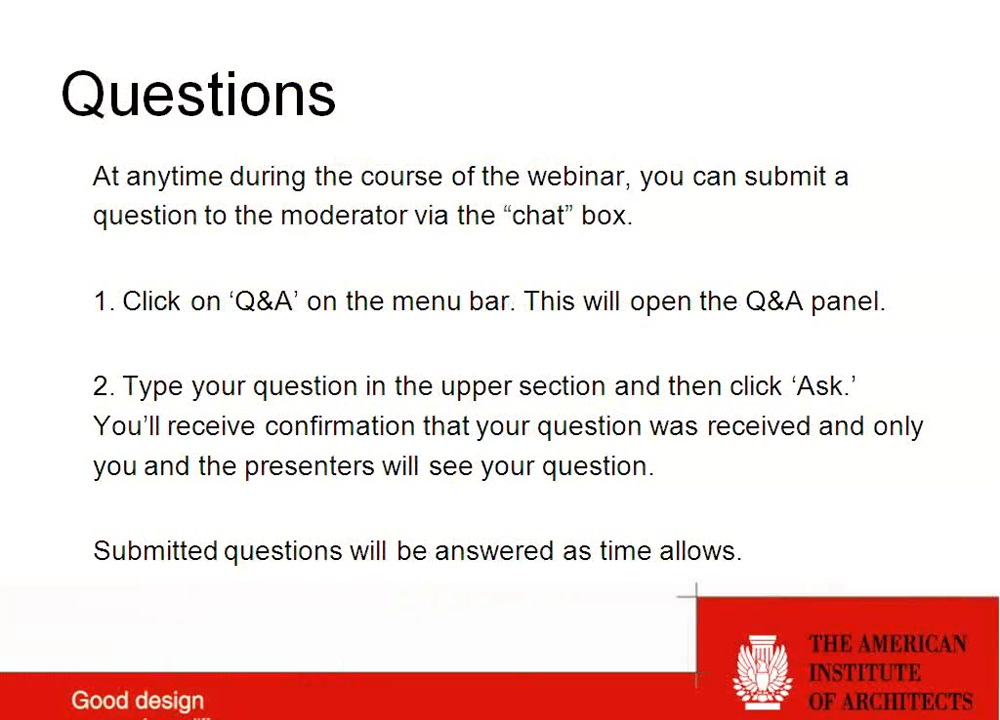 Questions
At anytime during the course of the webinar, you can submit a
question to the moderator via the “chat” box.
1. Click on ‘Q&A’ on the menu bar. This will open the Q&A panel.
2. Type your question in the upper section and then click ‘Ask.’
You’ll receive confirmation that your question was received and only
you and the presenters will see your question.
Submitted questions will be answered as time allows.
THE AMERICAN
INSTITUTE
OF ARCHITECTS
Good design